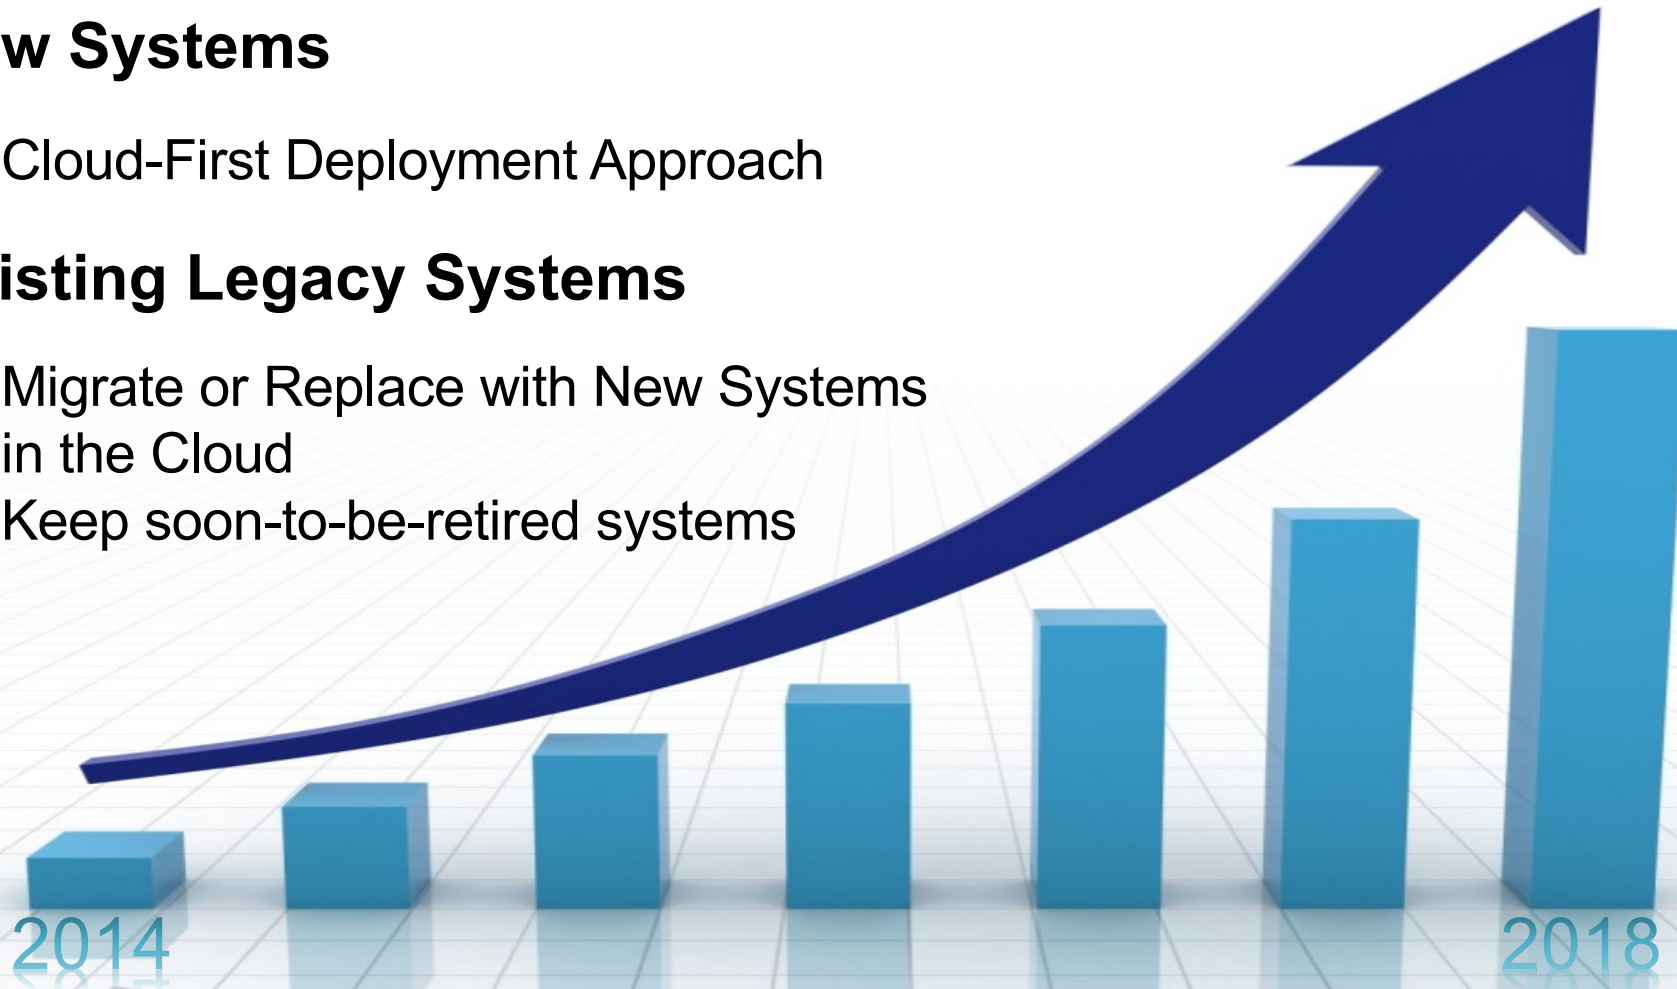 w Systems
Cloud-First Deployment Approach
isting Legacy Systems
Migrate or Replace with New Systems
in the Cloud
Keep soon-to-be-retired systems
2014
2018